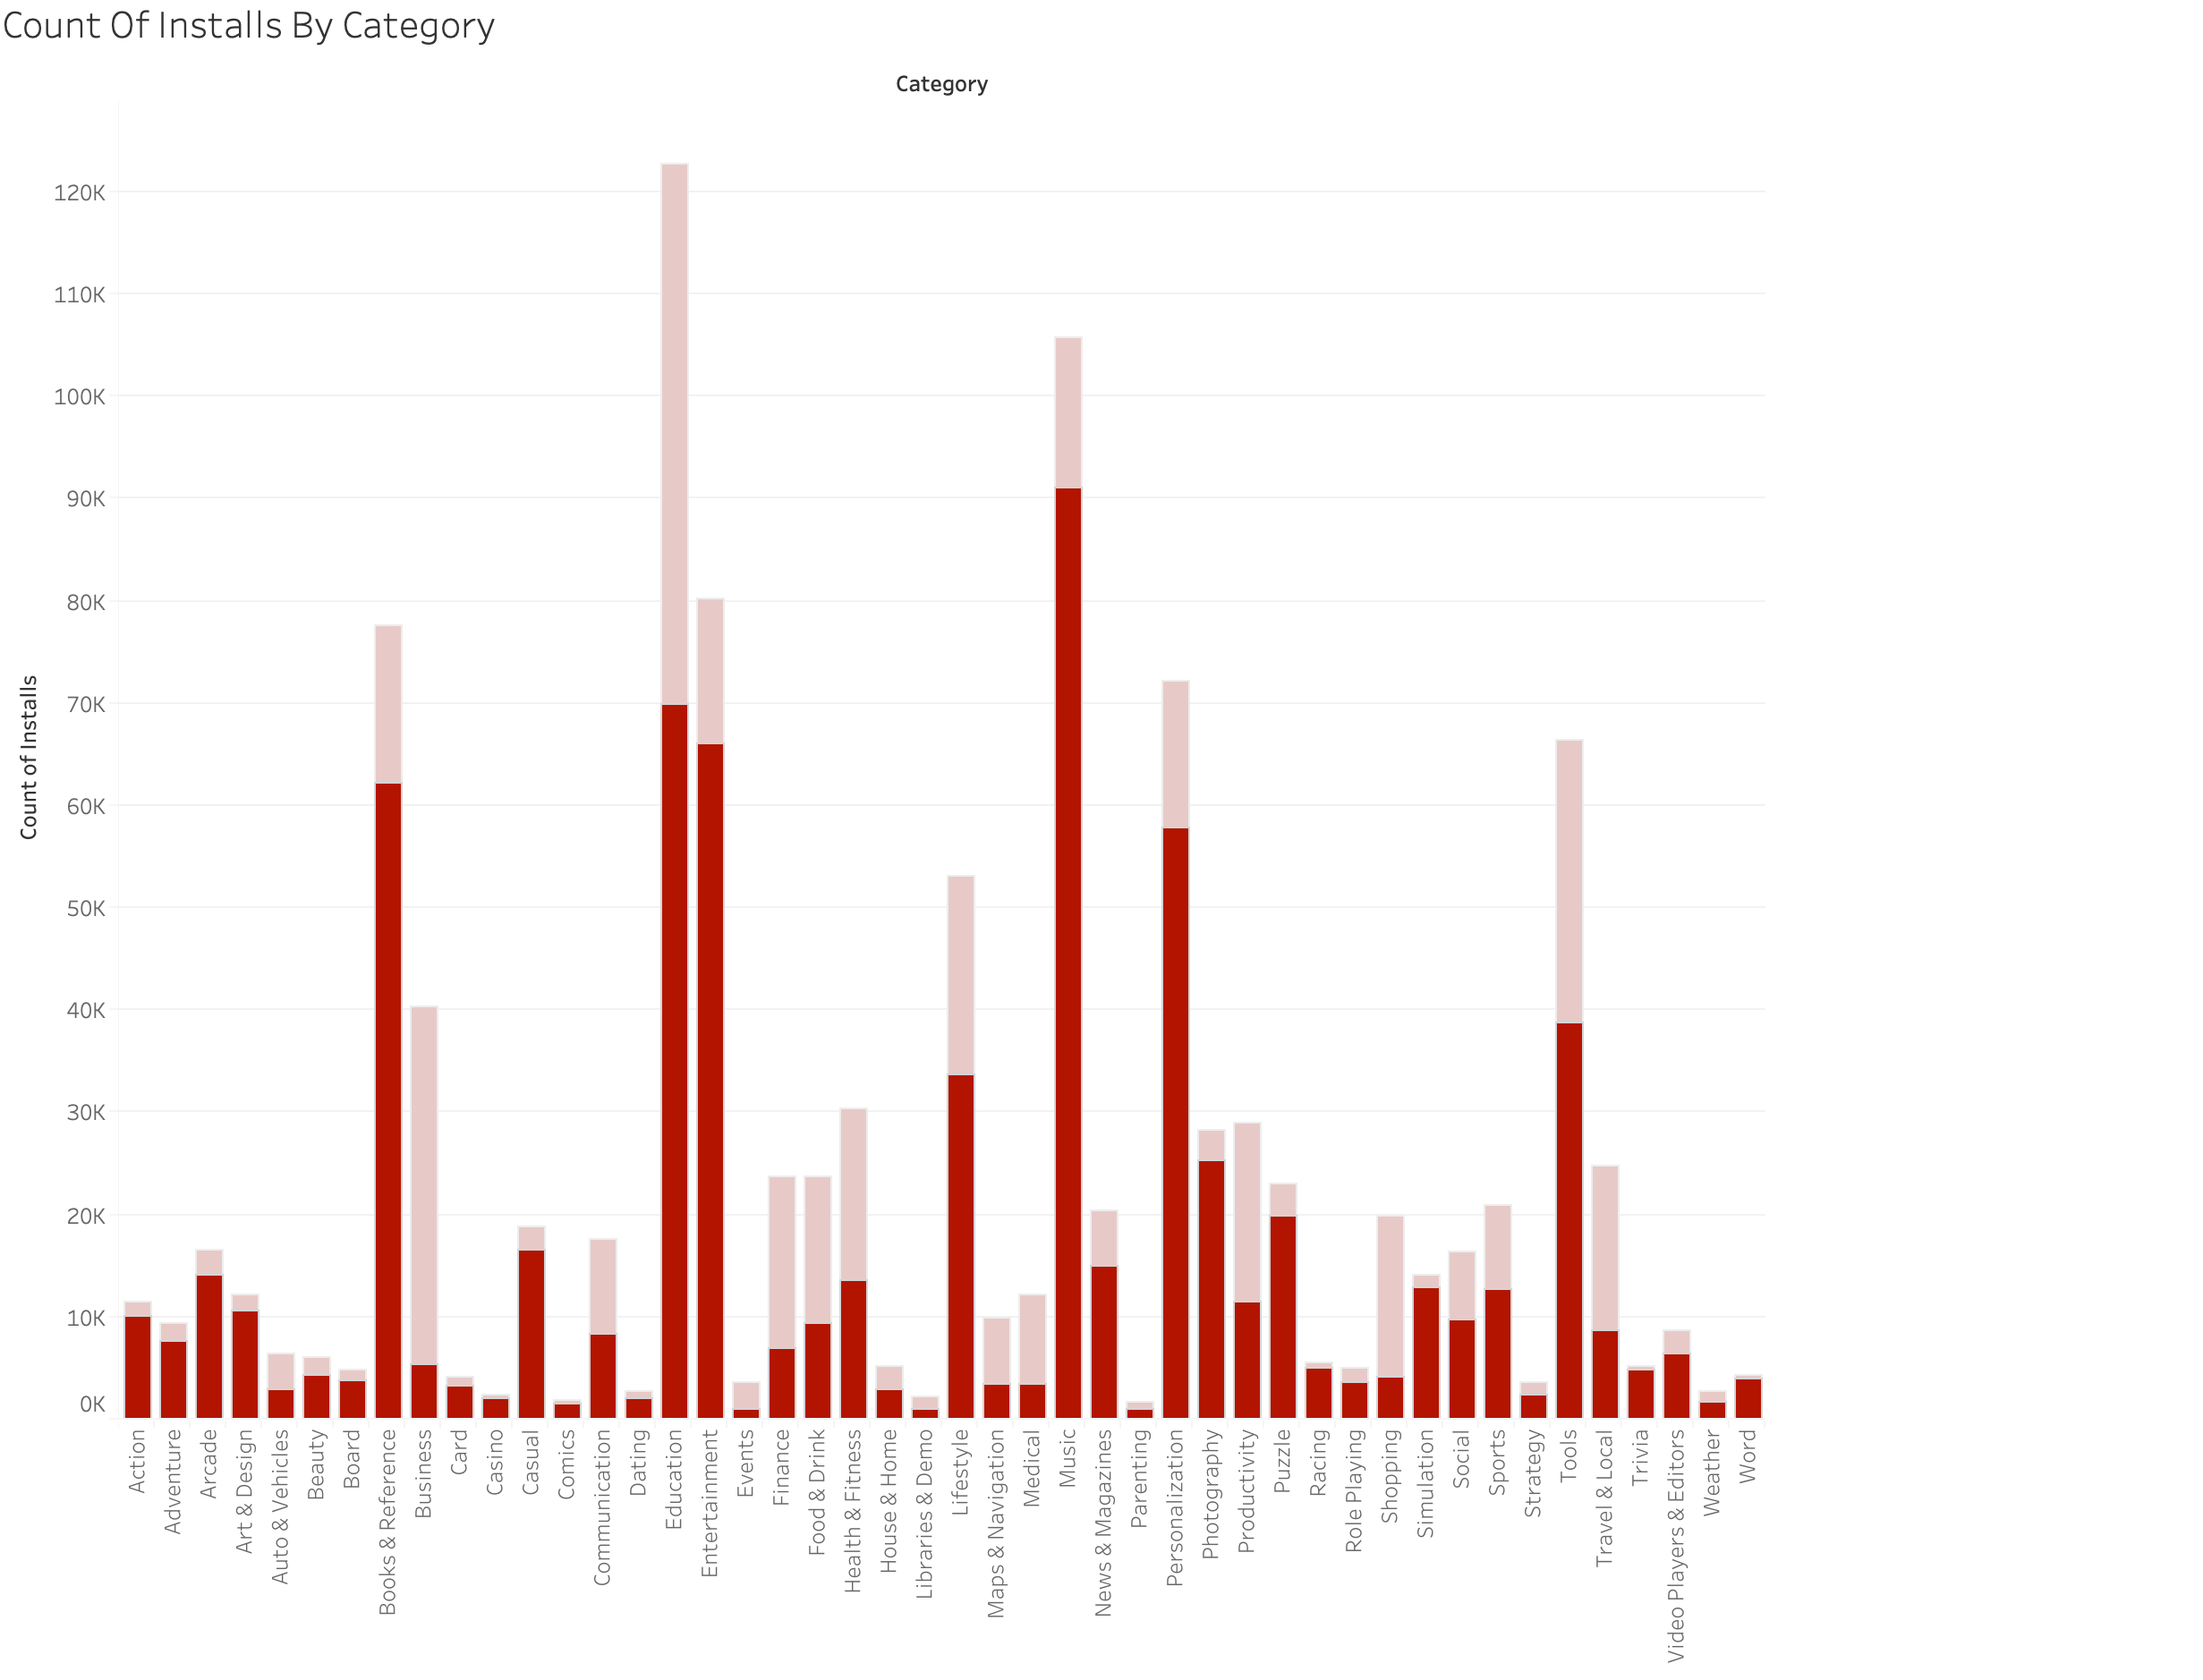 Count Of Installs By Category
Category
Count of Installs
120K
110K
100K
90K
80K
70K
60K
50K
40K
30K
20K
10K
0K
Action
Adventure
Arcade
Art & Design
Auto & Vehicles
Beauty
Board
Books & Reference
Business
Card
Casino
Casual
Comics
Communication
Dating
Education
Entertainment
Events
Finance
Food & Drink
Health & Fitness
House & Home
Libraries & Demo
Lifestyle
Maps & Navigation
Medical
Music
News & Magazines
Parenting
Personalization
Photography
Productivity
Puzzle
Racing
Role Playing
Shopping
Simulation
Social
Sports
Strategy
Tools
Travel & Local
Trivia
Video Players & Editors
Weather
Word